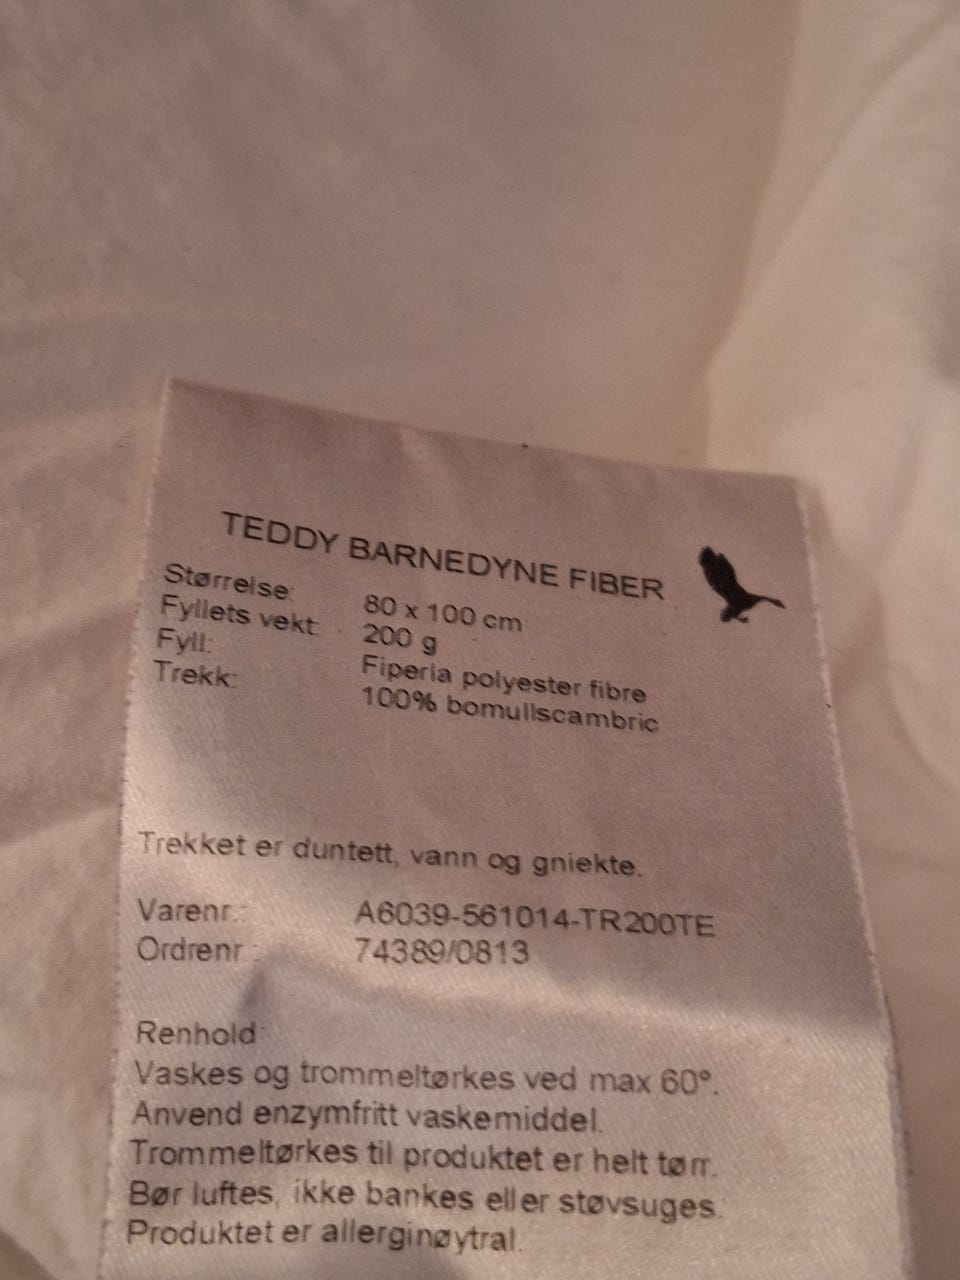 TEDDY BARNEDYNE FIBER
Størrelse: 80 x 100 cm
Fyllets vekt: 200 g
Fyll: Fiperla polyester fibre
Trekk: 100% bomullscambric
Trekket er duntett, vann og gniekte.
Varenr.: A6039-561014-TR200TE
Ordrenr.: 74389/0813
Renhold:
Vaskes og trommeltørkes ved max 60°.
Anvend enzymfritt vaskemiddel.
Trommeltørkes til produktet er helt tørr.
Bør luftes, ikke bankes eller støvsuges.
Produktet er allerginøytral.